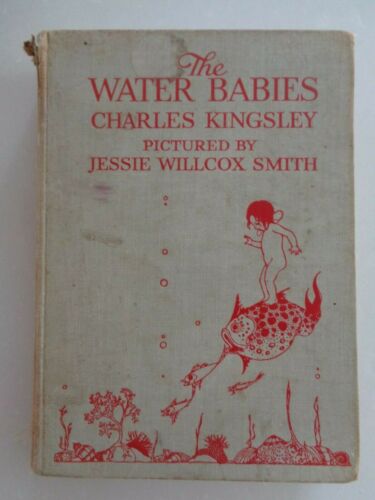 The
WATER BABIES
CHARLES KINGSLEY
PICTURED BY
JESSIE WILLCOX SMITH